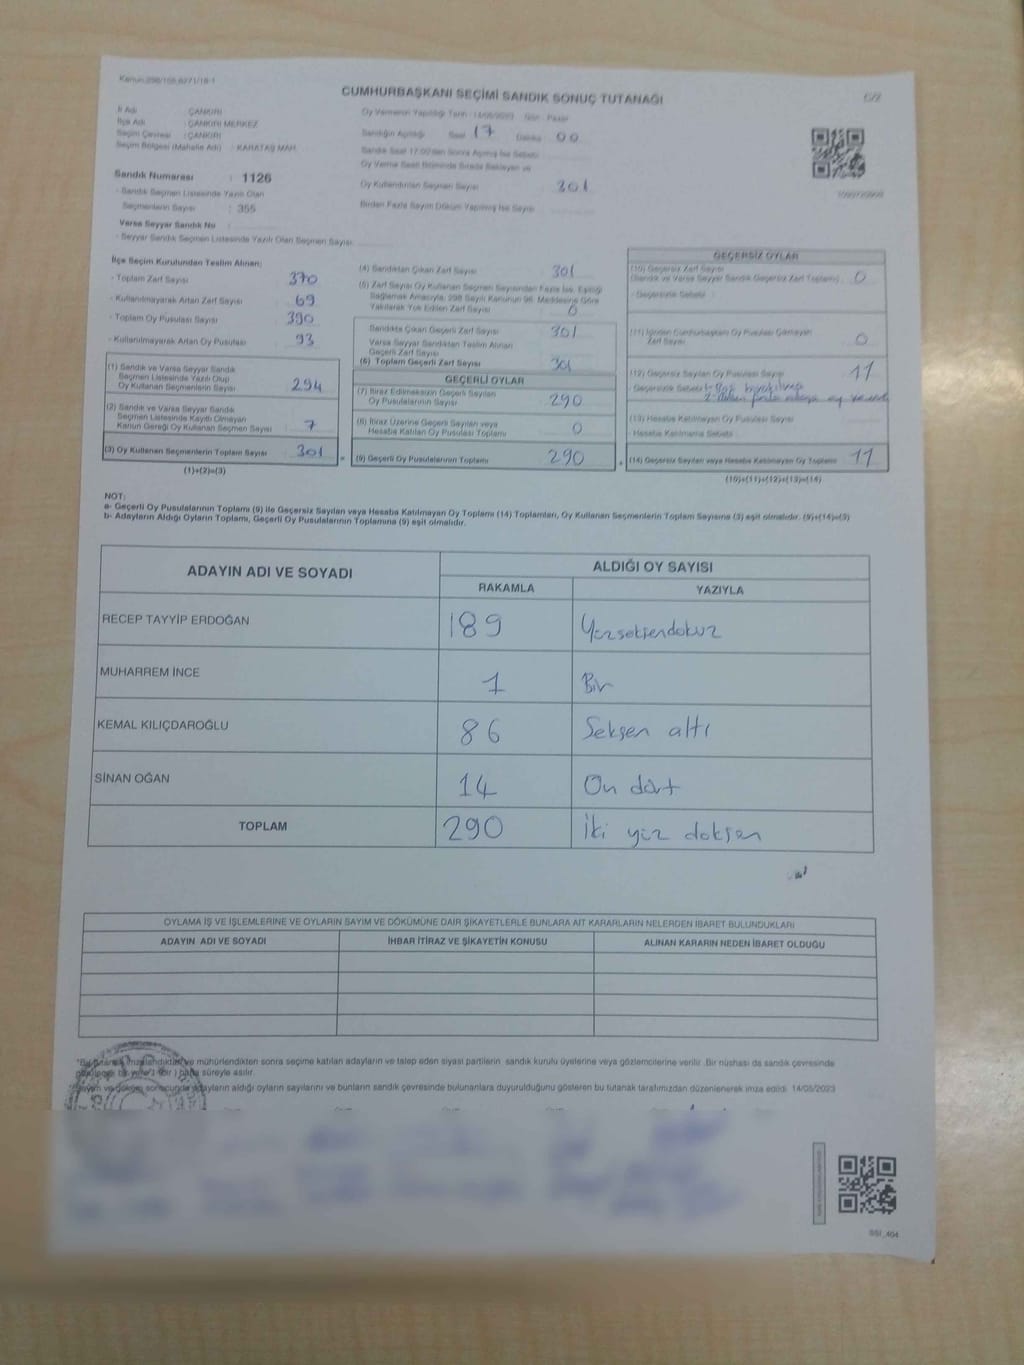 Kanun:298/105,6271/18-1
CUMHURBAŞKANI SEÇİMİ SANDIK SONUÇ TUTANAĞI
İl Adı : ÇANKIRI
İlçe Adı : ÇANKIRI MERKEZ
Seçim Çevresi : ÇANKIRI
Seçim Bölgesi (Mahalle Adı) : KARATAŞ MAH.
Sandık Numarası : 1126
- Sandık Seçmen Listesinde Yazılı Olan
Seçmenlerin Sayısı : 355
Varsa Seyyar Sandık No :
- Seyyar Sandık Seçmen Listesinde Yazılı Olan Seçmen Sayısı
Oy Vermenin Yapıldığı Tarih : 14/05/2023 Gün : Pazar
Sandığın Açıldığı Saat 17 Dakika 00
Sandık Saat 17:00'den Sonra Açılmış İse Sebebi
Oy Verme Saati Bitiminde Sırada Bekleyen ve
Oy Kullandırılan Seçmen Sayısı 301
Birden Fazla Sayım Döküm Yapılmış İse Sayısı
İlçe Seçim Kurulundan Teslim Alınan;
- Toplam Zarf Sayısı 370
- Kullanılmayarak Artan Zarf Sayısı 69
- Toplam Oy Pusulası Sayısı 390
- Kullanılmayarak Artan Oy Pusulası 93
(1) Sandık ve Varsa Seyyar Sandık
Seçmen Listesinde Yazılı Olup
Oy Kullanan Seçmenlerin Sayısı 294
(2) Sandık ve Varsa Seyyar Sandık
Seçmen Listesinde Kayıtlı Olmayan
Kanun Gereği Oy Kullanan Seçmen Sayısı 7
(3) Oy Kullanan Seçmenlerin Toplam Sayısı 301
(1)+(2)=(3)
(4) Sandıktan Çıkan Zarf Sayısı 301
(5) Zarf Sayısı Oy Kullanan Seçmen Sayısından Fazla İse, Eşitliği
Sağlamak Amacıyla, 298 Sayılı Kanunun 98. Maddesine Göre
Yakılarak Yok Edilen Zarf Sayısı 0
Sandıkta Çıkan Geçerli Zarf Sayısı 301
Varsa Seyyar Sandıktan Teslim Alınan
Geçerli Zarf Sayısı
(6) Toplam Geçerli Zarf Sayısı 301
GEÇERLİ OYLAR
(7) İtiraz Edilmeksizin Geçerli Sayılan
Oy Pusulalarının Sayısı 290
(8) İtiraz Üzerine Geçerli Sayılan veya
Hesaba Katılan Oy Pusulası Toplamı 0
(9) Geçerli Oy Pusulalarının Toplamı 290
GEÇERSİZ OYLAR
(10) Geçersiz Zarf Sayısı
(Sandık ve Varsa Seyyar Sandık Geçersiz Zarf Toplamı) 0
- Geçersizlik Sebebi :
(11) İçinden Cumhurbaşkanı Oy Pusulası Çıkmayan
Zarf Sayısı 0
(12) Geçersiz Sayılan Oy Pusulası Sayısı 11
- Geçersizlik Sebebi
(13) Hesaba Katılmayan Oy Pusulası Sayısı
- Hesaba Katılmama Sebebi
(14) Geçersiz Sayılan veya Hesaba Katılmayan Oy Toplamı 11
(10)+(11)+(12)+(13)=(14)
NOT:
a- Geçerli Oy Pusulalarının Toplamı (9) ile Geçersiz Sayılan veya Hesaba Katılmayan Oy Toplamı (14) Toplamları, Oy Kullanan Seçmenlerin Toplam Sayısına (3) eşit olmalıdır. (9)+(14)=(3)
b- Adayların Aldığı Oyların Toplamı, Geçerli Oy Pusulalarının Toplamına (9) eşit olmalıdır.
ADAYIN ADI VE SOYADI ALDIĞI OY SAYISI
RAKAMLA YAZIYLA
RECEP TAYYİP ERDOĞAN 189 Yüzseksendokuz
MUHARREM İNCE 1 Bir
KEMAL KILIÇDAROĞLU 86 Seksen altı
SİNAN OĞAN 14 On dört
TOPLAM 290 İki yüz doksan
OYLAMA İŞ VE İŞLEMLERİNE VE OYLARIN SAYIM VE DÖKÜMÜNE DAİR ŞİKAYETLERLE BUNLARA AİT KARARLARIN NELERDEN İBARET BULUNDUKLARI
ADAYIN ADI VE SOYADI İHBAR İTİRAZ VE ŞİKAYETİN KONUSU ALINAN KARARIN NEDEN İBARET OLDUĞU
mühürlendikten sonra seçime katılan adayların ve talep eden siyasi partilerin sandık kurulu üyelerine veya gözlemcilerine verilir .Bir nüshası da sandık çevresinde
süreyle asılır.
adayların aldığı oyların sayılarını ve bunların sandık çevresinde bulunanlara duyurulduğunu gösteren bu tutanak tarafımızdan düzenlenerek imza edildi. 14/05/2023